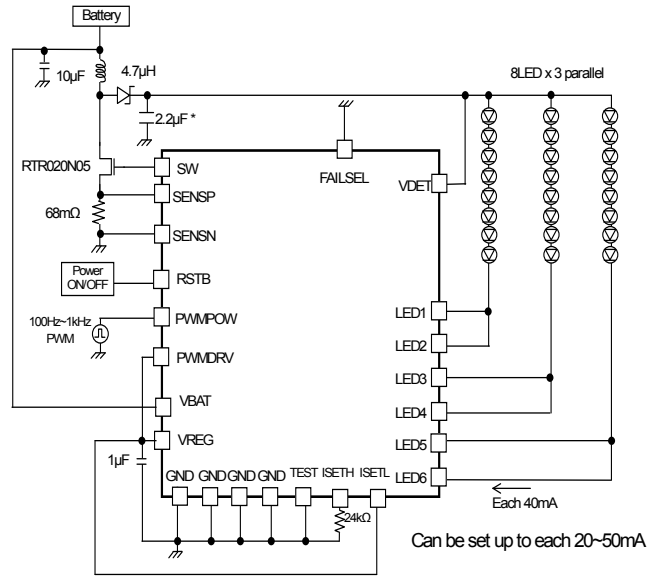 Battery
10µF
4.7µH
2.2µF *
8LED x 3 parallel
RTR020N05
68mΩ
Power
ON/OFF
100Hz~1kHz
PWM
1µF
SW
SENSP
SENSN
RSTB
PWMPOW
PWMDRV
VBAT
VREG
FAILSEL
VDET
LED1
LED2
LED3
LED4
LED5
LED6
GND GND GND GND TEST ISETH ISETL
24kΩ
Each 40mA
Can be set up to each 20~50mA